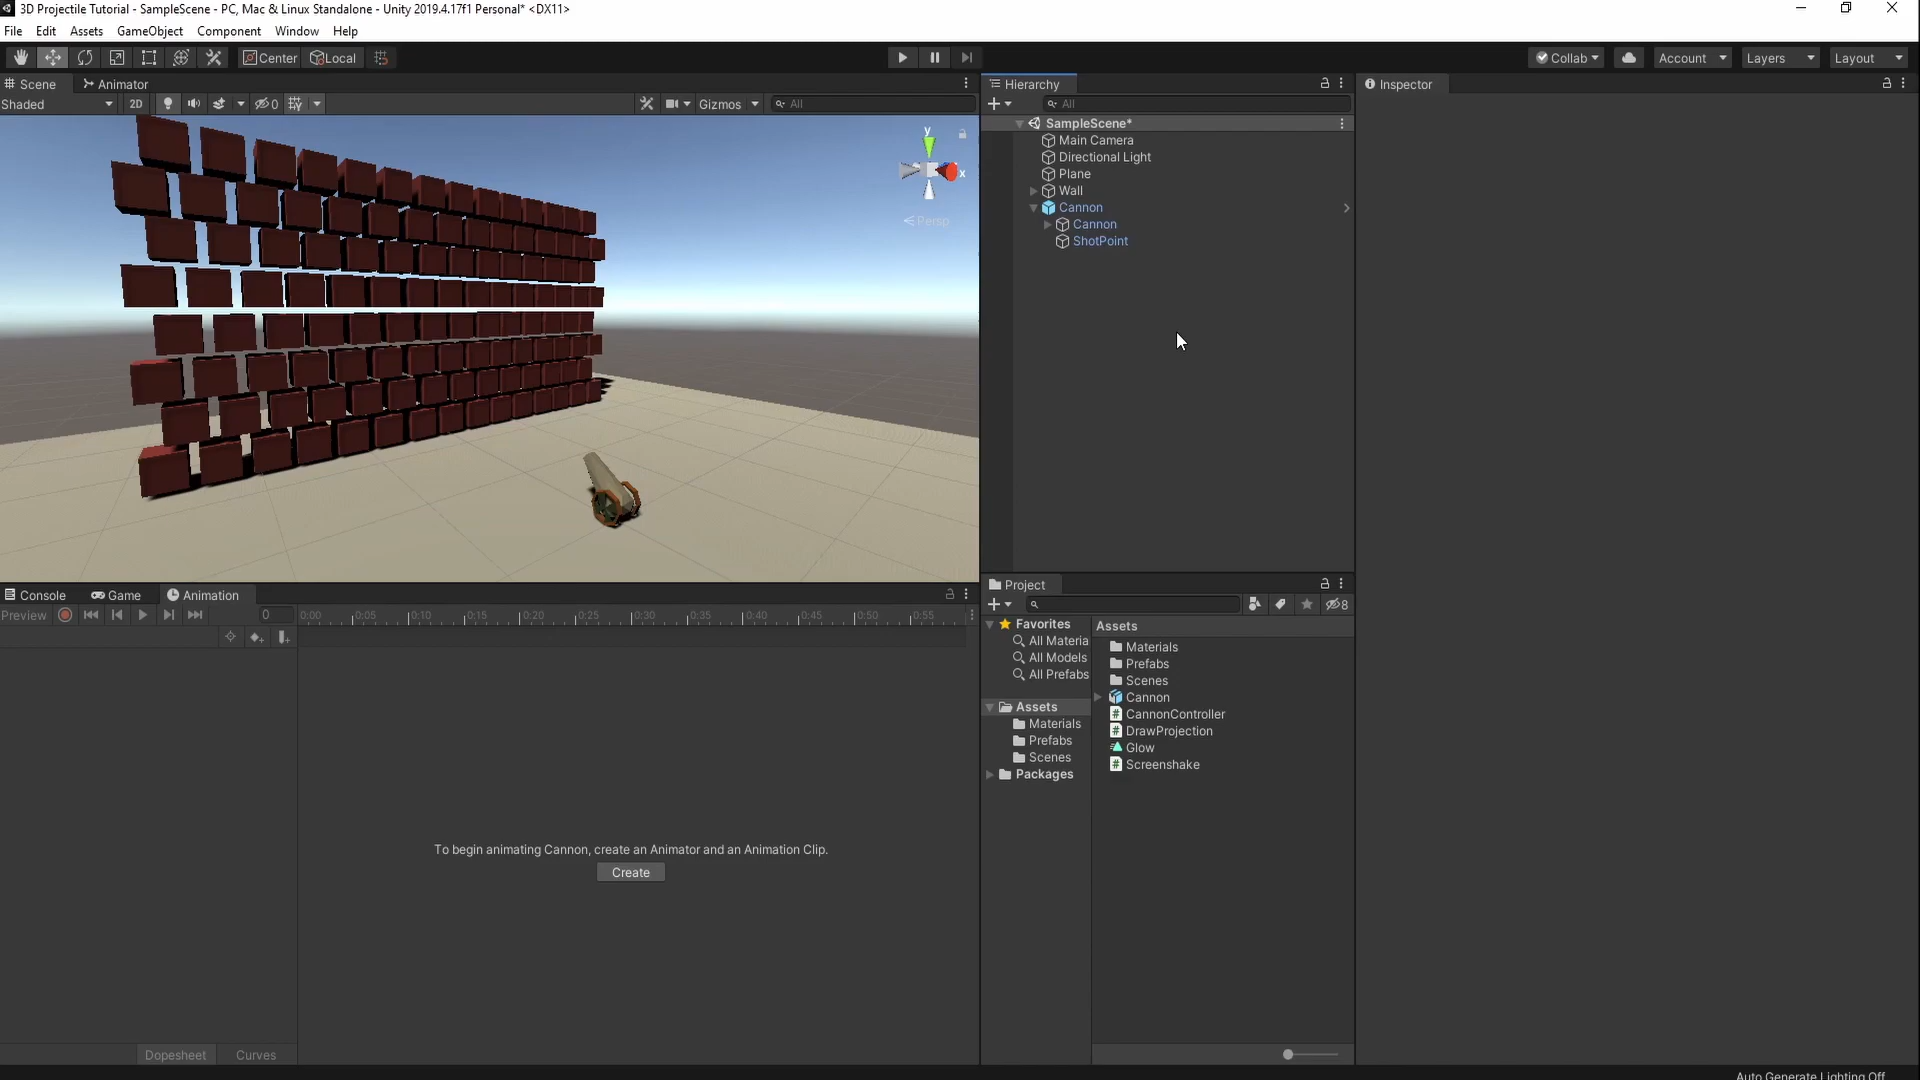 3D Projectile Tutorial - SampleScene - PC, Mac & Linux Standalone - Unity 2019.4.17f1 Personal* <DX11>
File Edit Assets GameObject Component Window Help
Center Local Collab Account Layers Layout
Scene Animator
Shaded 2D 0 Gizmos All
y
x
Persp
Hierarchy
All
SampleScene*
Main Camera
Directional Light
Plane
Wall
Cannon
Cannon
ShotPoint
Inspector
Console Game Animation
Preview 0 0:00 0:05 0:10 0:15 0:20 0:25 0:30 0:35 0:40 0:45 0:50 0:55
To begin animating Cannon, create an Animator and an Animation Clip.
Create
Dopesheet Curves
Project
8
Favorites
All Materia
All Models
All Prefabs
Assets
Materials
Prefabs
Scenes
Packages
Assets
Materials
Prefabs
Scenes
Cannon
CannonController
DrawProjection
Glow
Screenshake
Auto Generate Lighting Off